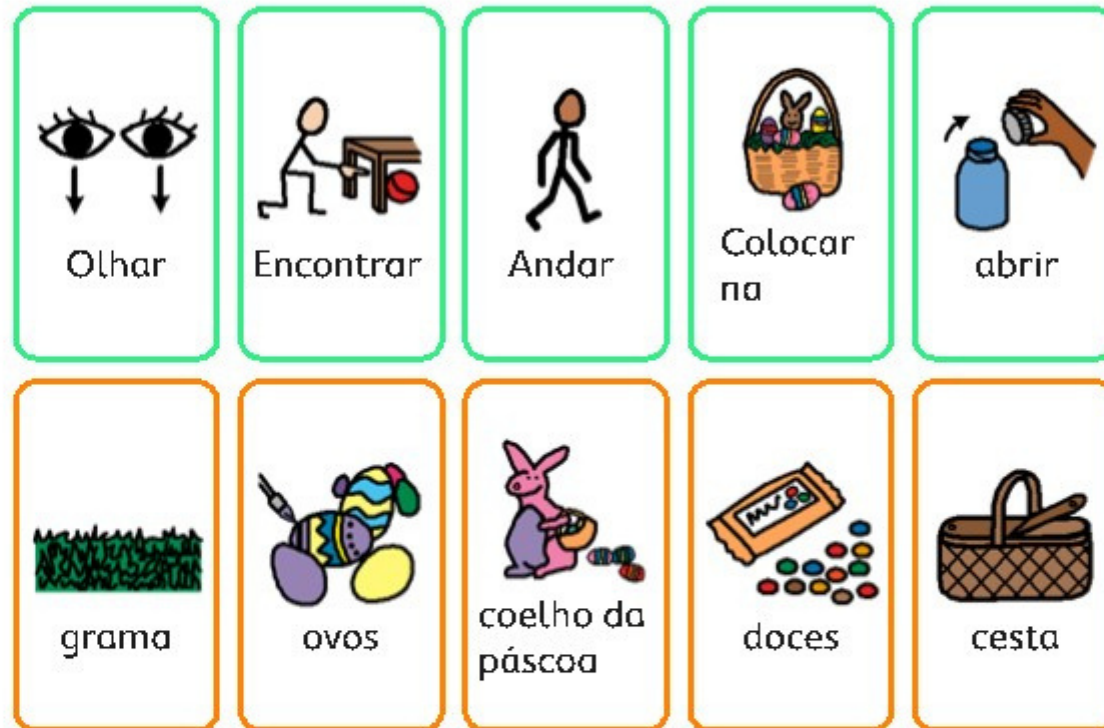 Olhar
Encontrar
Andar
Colocar
na
abrir
grama
ovos
coelho da
páscoa
doces
cesta